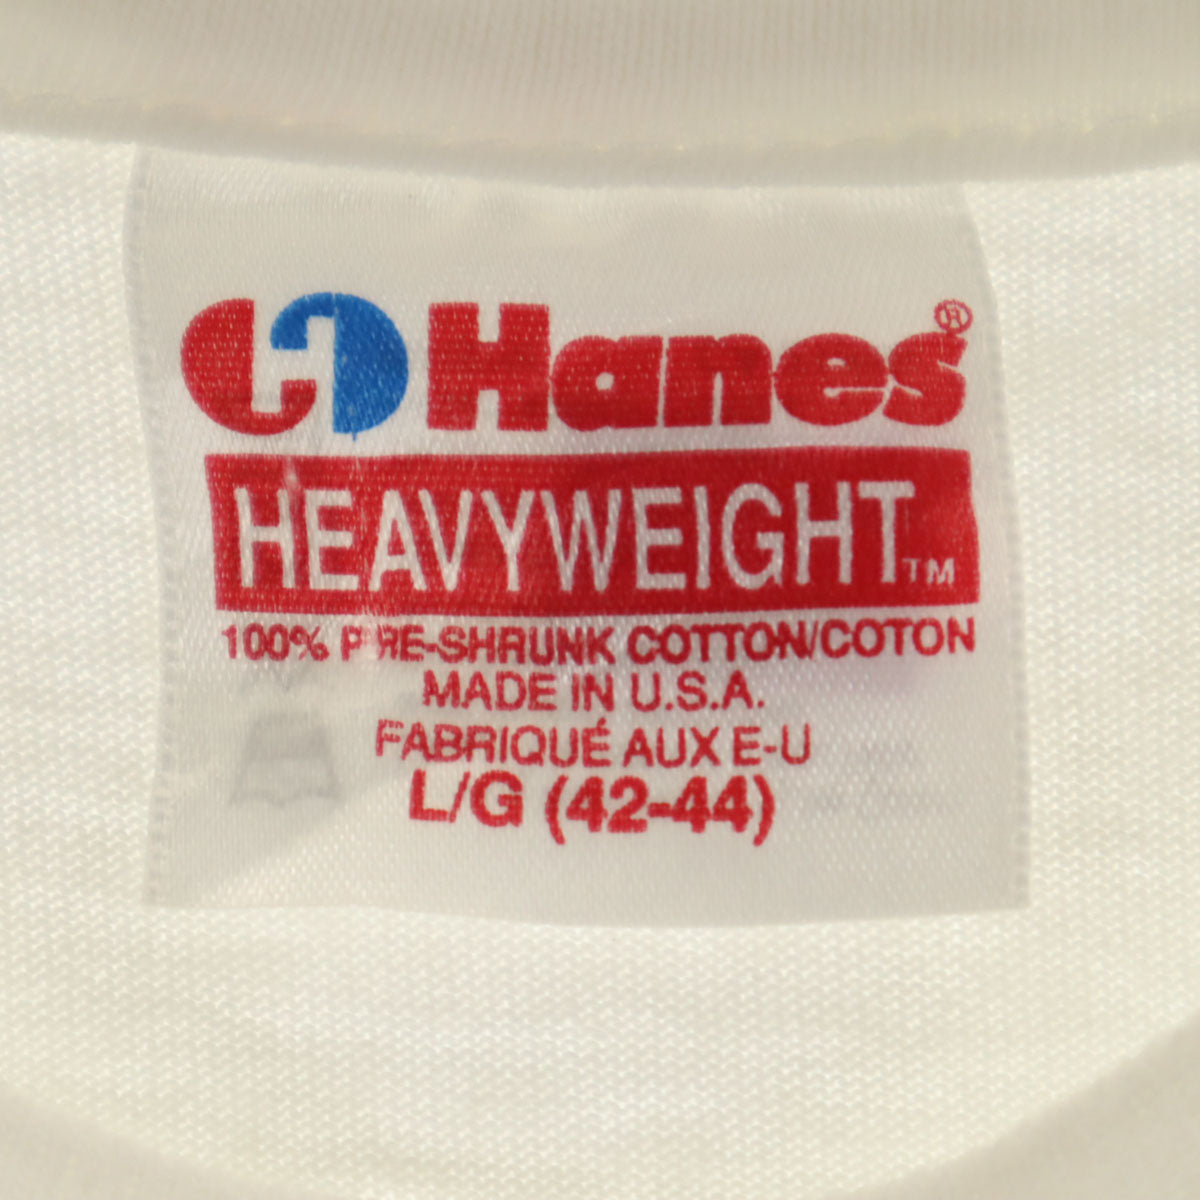 Hanes®
HEAVYWEIGHT™
100% PRE-SHRUNK COTTON/COTON
MADE IN U.S.A.
FABRIQUÉ AUX E-U
L/G (42-44)